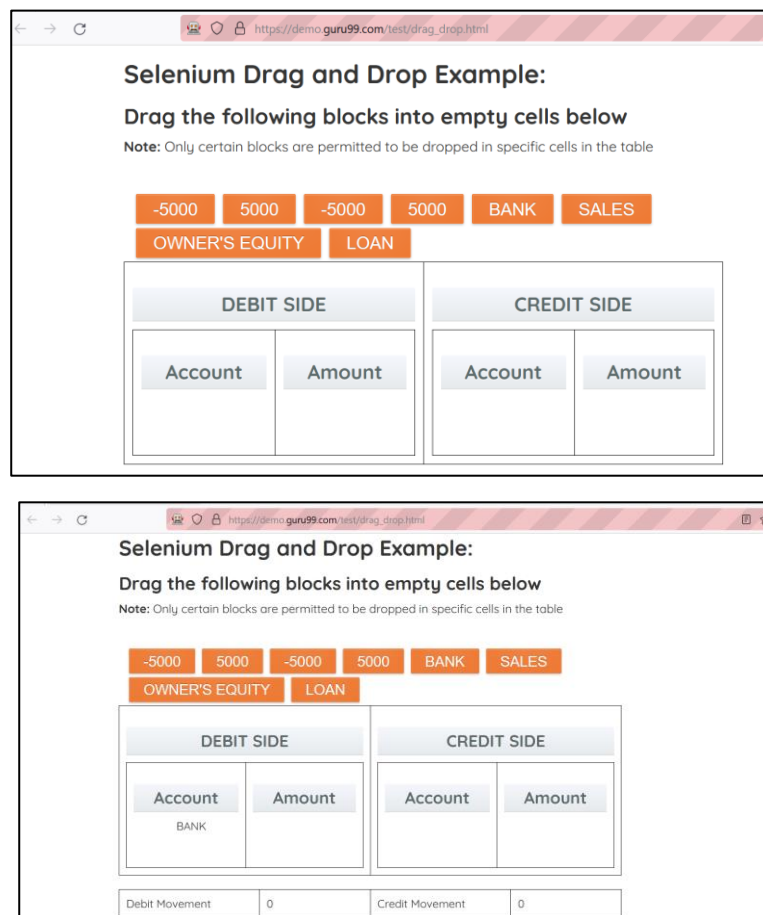 https://demo.guru99.com/test/drag_drop.html
Selenium Drag and Drop Example:
Drag the following blocks into empty cells below
Note: Only certain blocks are permitted to be dropped in specific cells in the table
-5000 5000 -5000 5000 BANK SALES
OWNER'S EQUITY LOAN
DEBIT SIDE CREDIT SIDE
Account Amount Account Amount
https://demo.guru99.com/test/drag_drop.html
Selenium Drag and Drop Example:
Drag the following blocks into empty cells below
Note: Only certain blocks are permitted to be dropped in specific cells in the table
-5000 5000 -5000 5000 BANK SALES
OWNER'S EQUITY LOAN
DEBIT SIDE CREDIT SIDE
Account Amount Account Amount
BANK
Debit Movement 0 Credit Movement 0